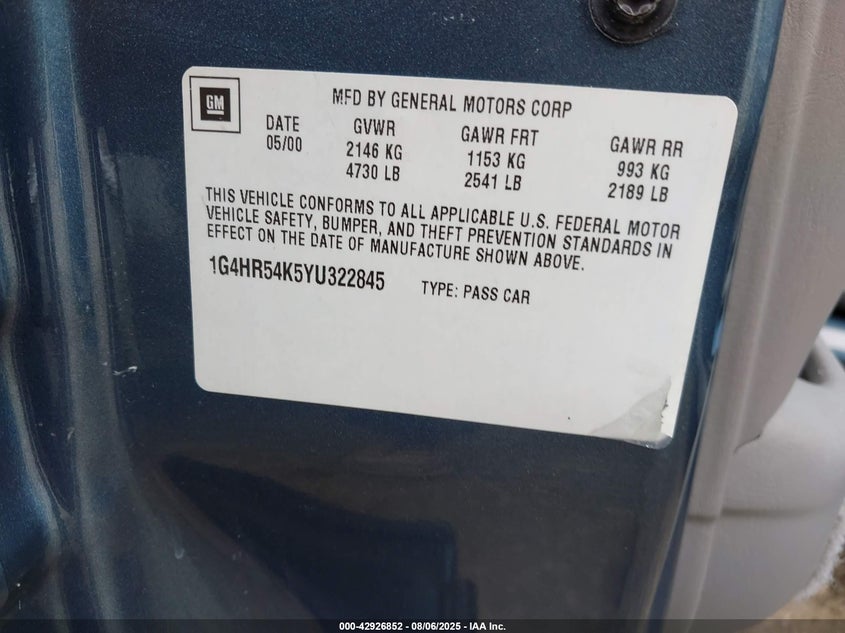 GM
MFD BY GENERAL MOTORS CORP
DATE GVWR GAWR FRT GAWR RR
05/00 2146 KG 1153 KG 993 KG
4730 LB 2541 LB 2189 LB
THIS VEHICLE CONFORMS TO ALL APPLICABLE U.S. FEDERAL MOTOR
VEHICLE SAFETY, BUMPER, AND THEFT PREVENTION STANDARDS IN
EFFECT ON THE DATE OF MANUFACTURE SHOWN ABOVE.
1G4HR54K5YU322845 TYPE: PASS CAR
000-42926852 - 08/06/2025 - IAA Inc.